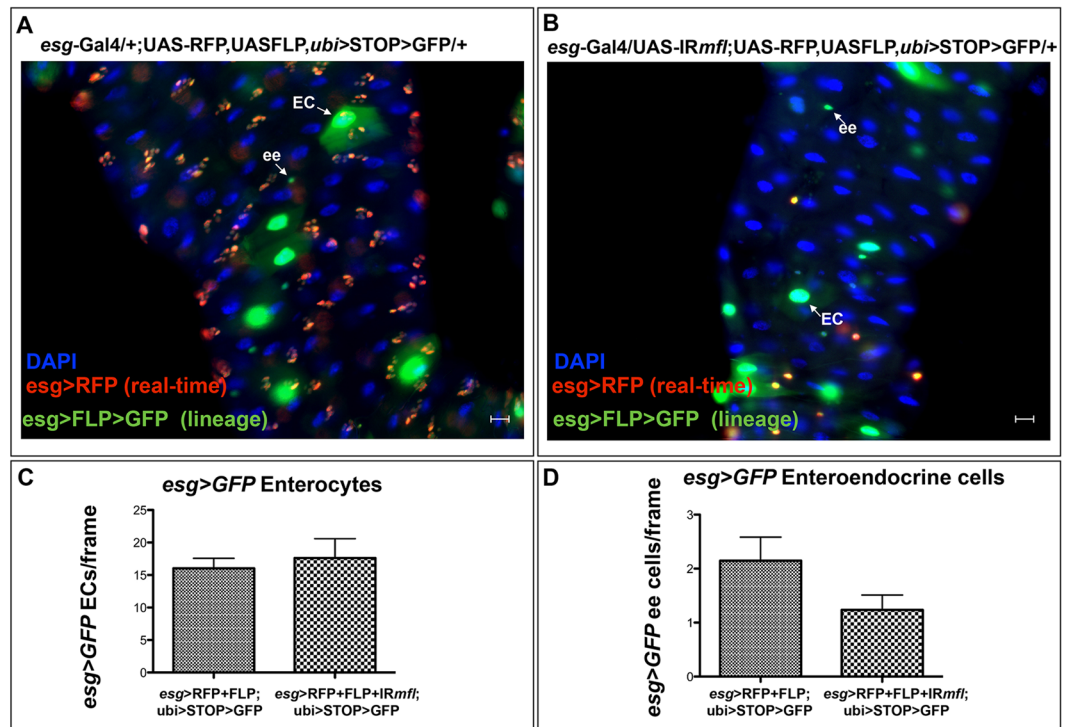 A
esg-Gal4/+;UAS-RFP,UASFLP,ubi>STOP>GFP/+
EC
ee
DAPI
esg>RFP (real-time)
esg>FLP>GFP (lineage)
B
esg-Gal4/UAS-IRmfl;UAS-RFP,UASFLP,ubi>STOP>GFP/+
ee
EC
DAPI
esg>RFP (real-time)
esg>FLP>GFP (lineage)
C
esg>GFP Enterocytes
esg>GFP ECs/frame
25
20
15
10
5
0
esg>RFP+FLP;
ubi>STOP>GFP
esg>RFP+FLP+IRmfl;
ubi>STOP>GFP
D
esg>GFP Enteroendocrine cells
esg>GFP ee cells/frame
3
2
1
0
esg>RFP+FLP;
ubi>STOP>GFP
esg>RFP+FLP+IRmfl;
ubi>STOP>GFP